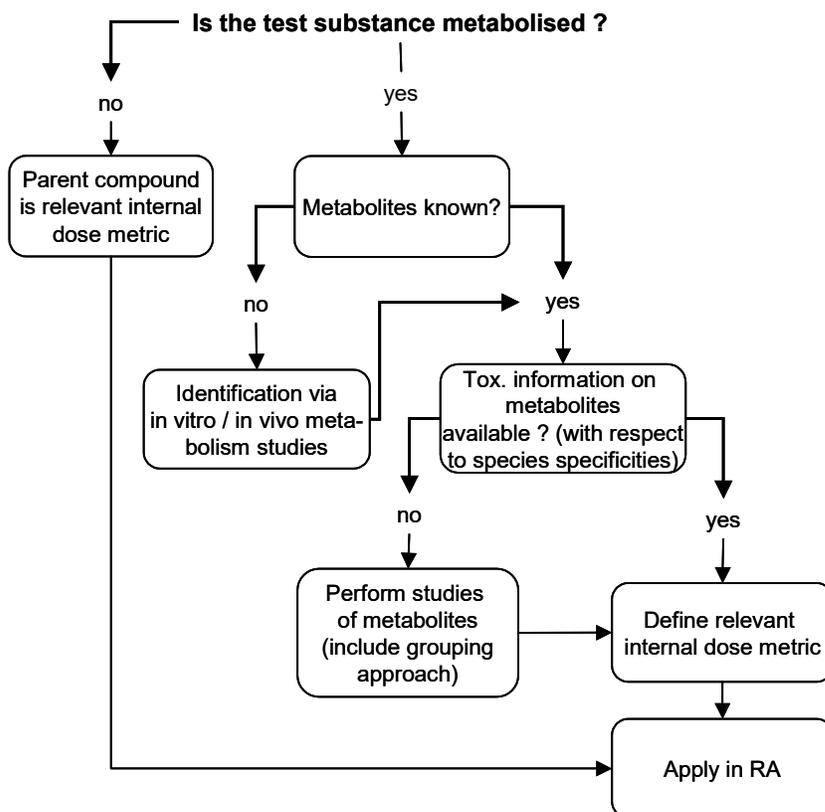 Is the test substance metabolised ?
no
yes
Parent compound
is relevant internal
dose metric
Metabolites known?
no
yes
Identification via
in vitro / in vivo meta-
bolism studies
Tox. information on
metabolites
available ? (with respect
to species specificities)
no
yes
Perform studies
of metabolites
(include grouping
approach)
Define relevant
internal dose metric
Apply in RA